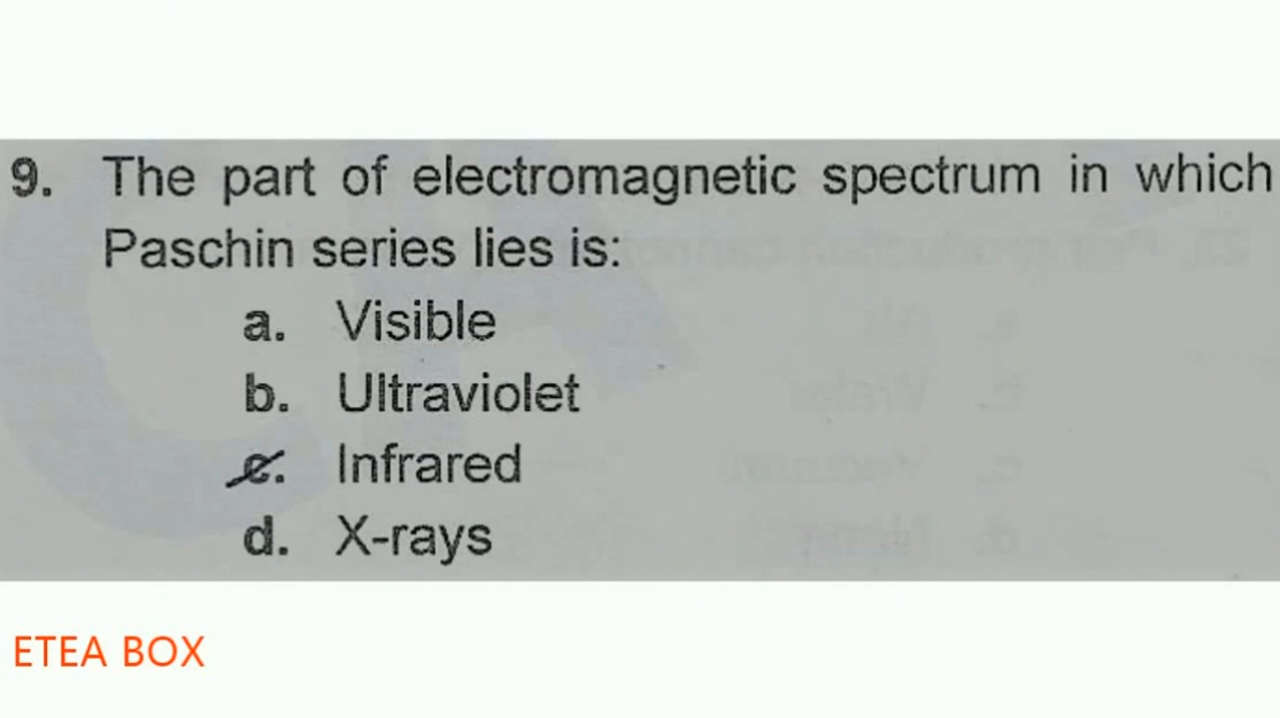 9. The part of electromagnetic spectrum in which
Paschin series lies is:
a. Visible
b. Ultraviolet
c. Infrared
d. X-rays
ETEA BOX